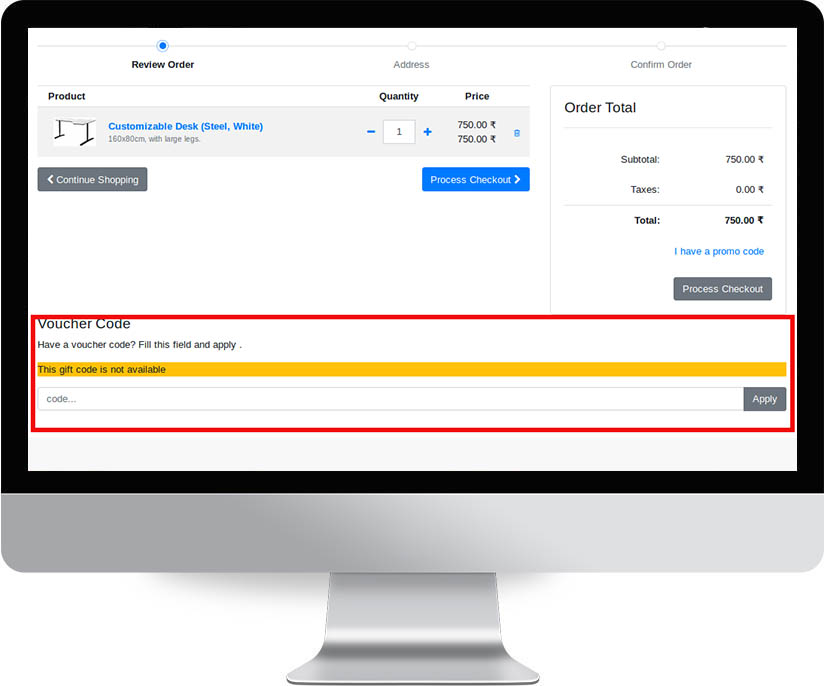 Review Order
Address
Confirm Order
Product Quantity Price
Customizable Desk (Steel, White)
160x80cm, with large legs.
1
750.00 ₹
750.00 ₹
Continue Shopping
Process Checkout
Order Total
Subtotal: 750.00 ₹
Taxes: 0.00 ₹
Total: 750.00 ₹
I have a promo code
Process Checkout
Voucher Code
Have a voucher code? Fill this field and apply .
This gift code is not available
code...
Apply